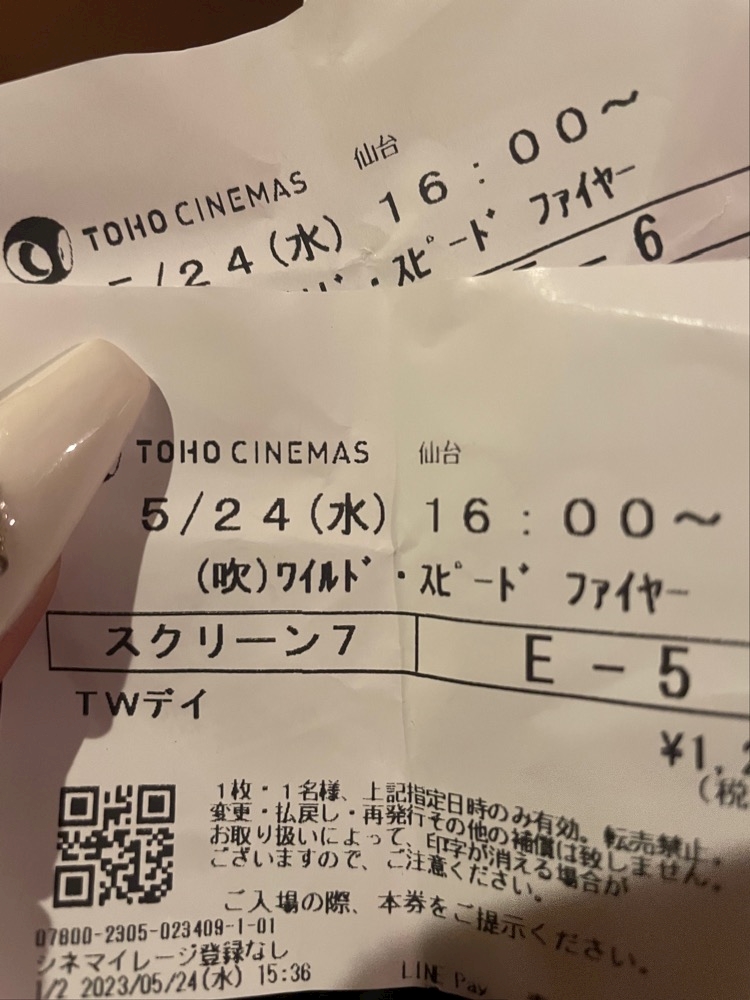 仙台
TOHO CINEMAS
5/24(水) 16:00～
・スピード ファイヤー
- 6
TOHO CINEMAS 仙台
5/24(水) 16:00～
(吹)ワイルド・スピード ファイヤー
スクリーン7 E-5
TWデイ
¥1,2
(税
1枚・1名様、上記指定日時のみ有効。転売禁止。
変更・払戻し・再発行その他の補償は致しません。
お取り扱いによって、印字が消える場合が
ございますので、ご注意ください。
ご入場の際、本券をご提示ください。
07800-2305-023409-1-01
シネマイレージ登録なし
1/2 2023/05/24(水) 15:36 LINE Pay